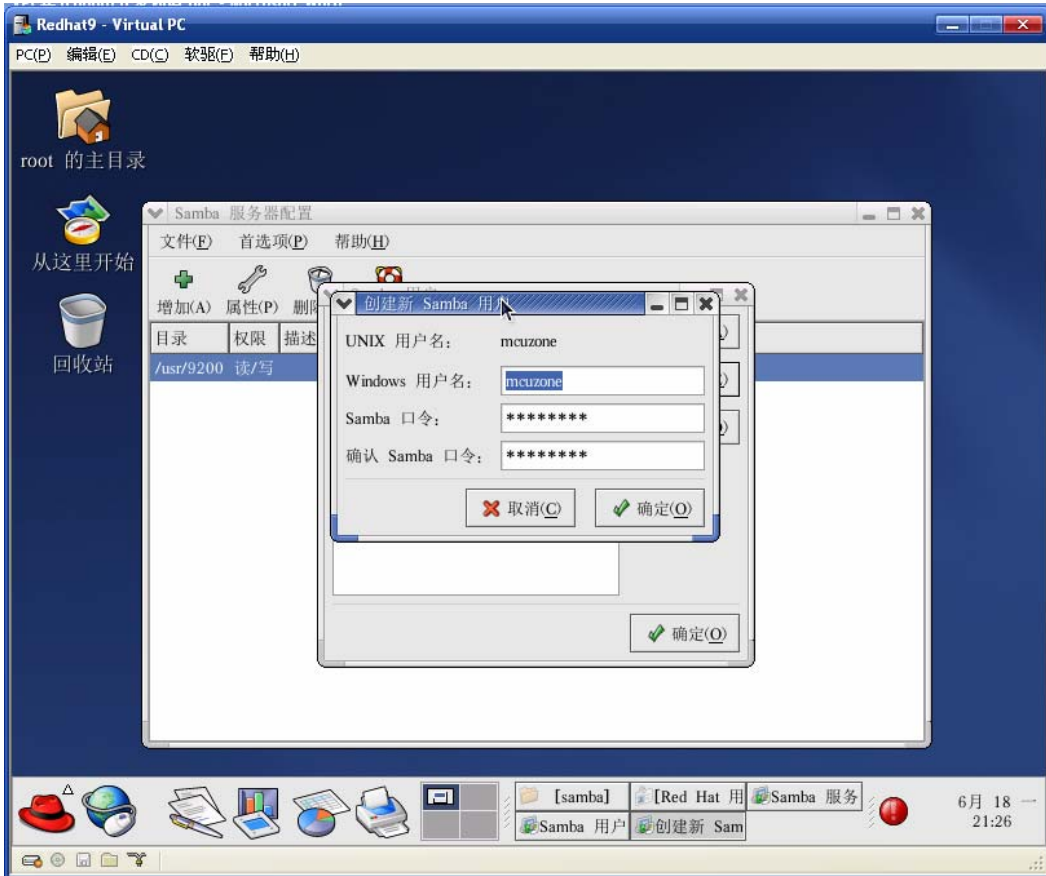 Redhat9 - Virtual PC
PC(P) 编辑(E) CD(C) 软驱(F) 帮助(H)
root 的主目录
从这里开始
回收站
Samba 服务器配置
文件(F) 首选项(P) 帮助(H)
增加(A) 属性(P) 删除
目录 权限 描述
/usr/9200 读/写
创建新 Samba 用户
UNIX 用户名: mcuzone
Windows 用户名: mcuzone
Samba 口令: ********
确认 Samba 口令: ********
取消(C) 确定(O)
确定(O)
[samba] [Red Hat 用 Samba 服务
Samba 用户 创建新 Sam
6月 18 一
21:26